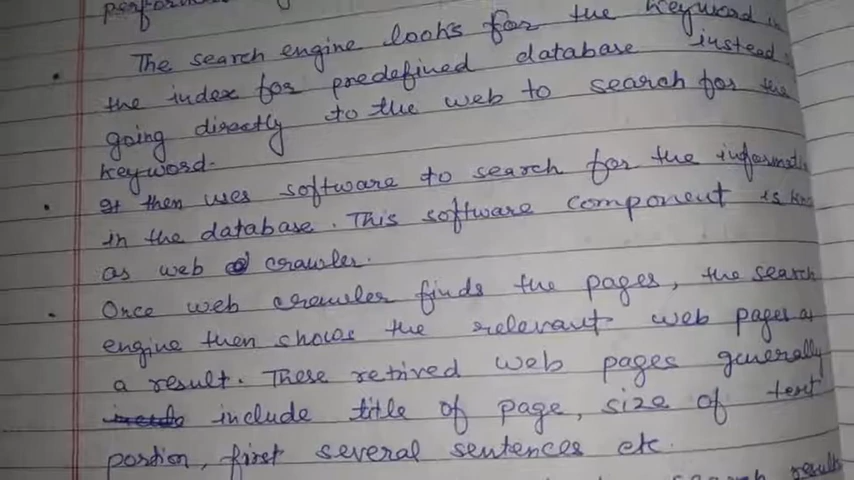 The search engine looks for the keyword in
the index for predefined database instead
going directly to the web to search for the
keyword.
It then uses software to search for the
in the database. This software component is
as web crawler.
Once web crawler finds the pages, the search
engine then shows the relevant web pages as
a result. These retrived web pages generally
include title of page, size of text
portion, first several sentences etc.
search result